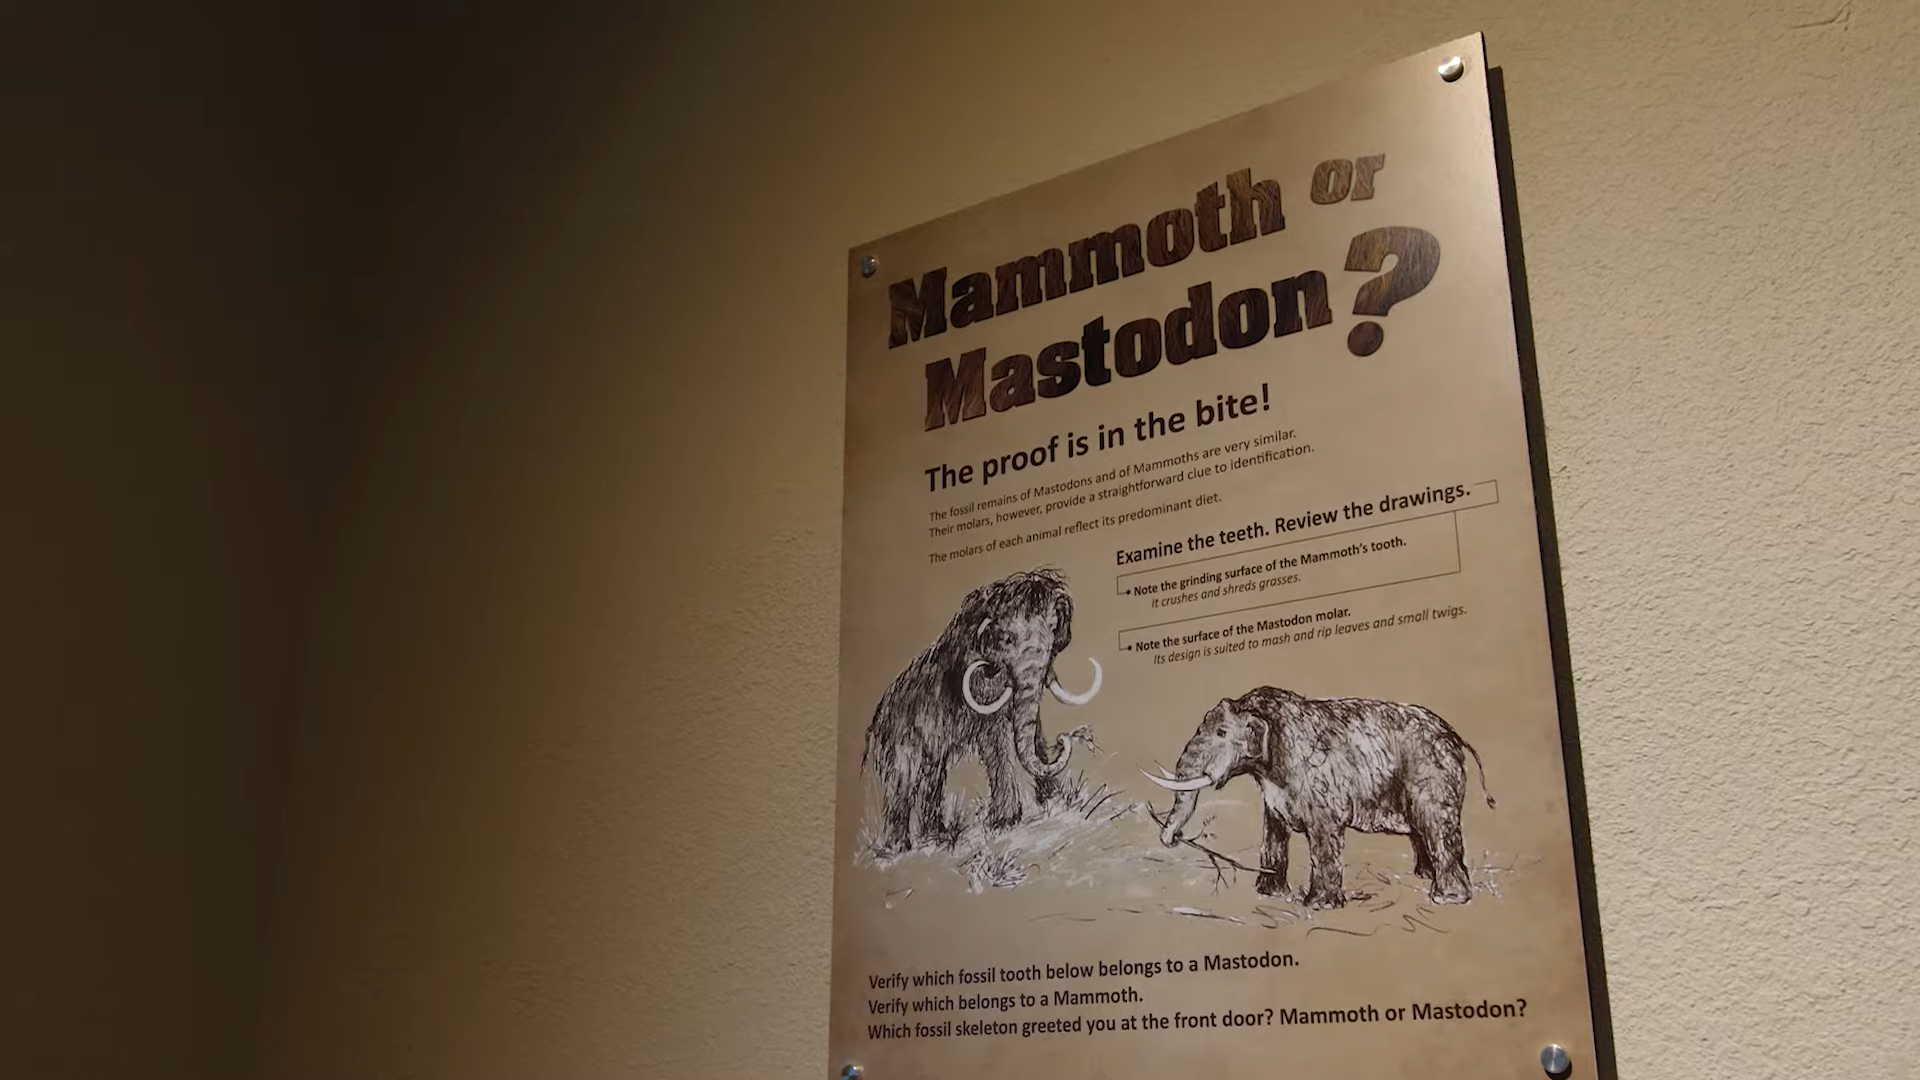 Mammoth or
Mastodon?
The proof is in the bite!
The fossil remains of Mastodons and of Mammoths are very similar.
Their molars, however, provide a straightforward clue to identification.
The molars of each animal reflect its predominant diet.
Examine the teeth. Review the drawings.
• Note the grinding surface of the Mammoth's tooth.
It crushes and shreds grasses.
• Note the surface of the Mastodon molar.
Its design is suited to mash and rip leaves and small twigs.
Verify which fossil tooth below belongs to a Mastodon.
Verify which belongs to a Mammoth.
Which fossil skeleton greeted you at the front door? Mammoth or Mastodon?